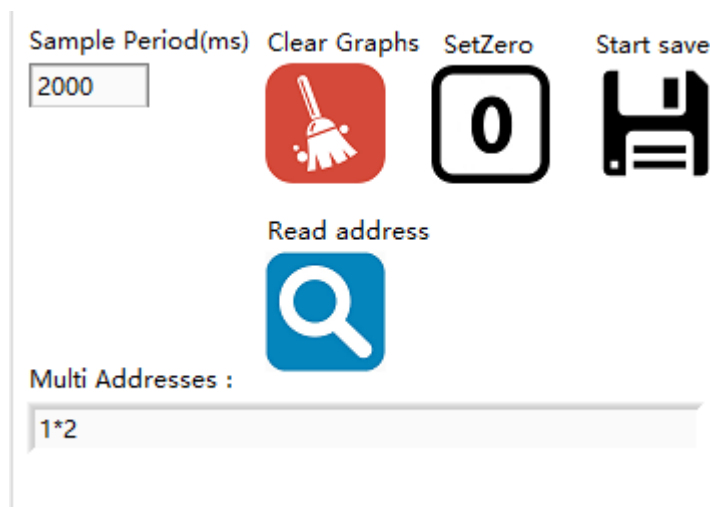 Sample Period(ms) Clear Graphs SetZero Start save
2000
0
Read address
Multi Addresses :
1*2